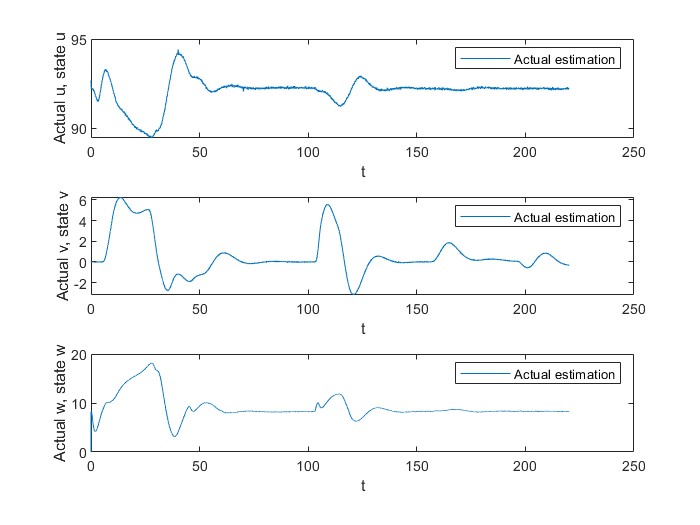 Actual u, state u
95
90
Actual estimation
0 50 100 150 200 250
t
Actual v, state v
6
4
2
0
-2
Actual estimation
0 50 100 150 200 250
t
Actual w, state w
20
10
0
Actual estimation
0 50 100 150 200 250
t